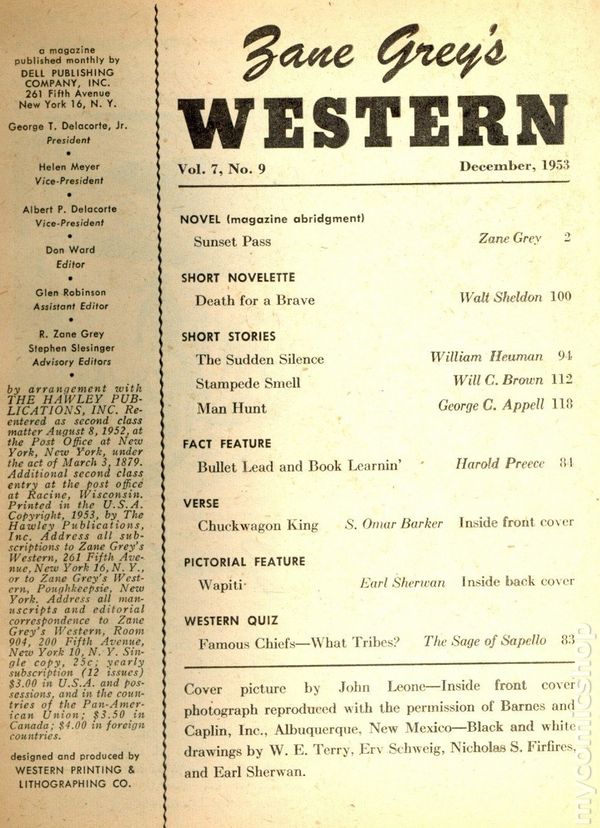 a magazine
published monthly by
DELL PUBLISHING
COMPANY, INC.
261 Fifth Avenue
New York 16, N. Y.
George T. Delacorte, Jr.
President
•
Helen Meyer
Vice-President
•
Albert P. Delacorte
Vice-President
•
Don Ward
Editor
•
Glen Robinson
Assistant Editor
•
R. Zane Grey
Stephen Slesinger
Advisory Editors
•
by arrangement with
THE HAWLEY PUB-
LICATIONS, INC. Re-
entered as second class
matter August 8, 1952, at
the Post Office at New
York, New York, under
the act of March 3, 1879.
Additional second class
entry at the post office
at Racine, Wisconsin.
Printed in the U.S.A.
Copyright, 1953, by The
Hawley Publications,
Inc. Address all sub-
scriptions to Zane Grey's
Western, 261 Fifth Ave-
nue, New York 16, N. Y.,
or to Zane Grey's West-
ern, Poughkeepsie, New
York. Address all man-
uscripts and editorial
correspondence to Zane
Grey's Western, Room
904, 200 Fifth Avenue,
New York 10, N. Y. Sin-
gle copy, 25c; yearly
subscription (12 issues)
$3.00 in U.S.A. and pos-
sessions, and in the coun-
tries of the Pan-Amer-
ican Union; $3.50 in
Canada; $4.00 in foreign
countries.
designed and produced by
WESTERN PRINTING &
LITHOGRAPHING CO.
Zane Grey's
WESTERN
Vol. 7, No. 9 December, 1953
NOVEL (magazine abridgment)
Sunset Pass Zane Grey 2
SHORT NOVELETTE
Death for a Brave Walt Sheldon 100
SHORT STORIES
The Sudden Silence William Heuman 94
Stampede Smell Will C. Brown 112
Man Hunt George C. Appell 118
FACT FEATURE
Bullet Lead and Book Learnin' Harold Preece 84
VERSE
Chuckwagon King S. Omar Barker Inside front cover
PICTORIAL FEATURE
Wapiti Earl Sherwan Inside back cover
WESTERN QUIZ
Famous Chiefs—What Tribes? The Sage of Sapello 83
Cover picture by John Leone—Inside front cover
photograph reproduced with the permission of Barnes and
Caplin, Inc., Albuquerque, New Mexico—Black and white
drawings by W. E. Terry, Erv Schweig, Nicholas S. Firfires,
and Earl Sherwan.
mycomicshop